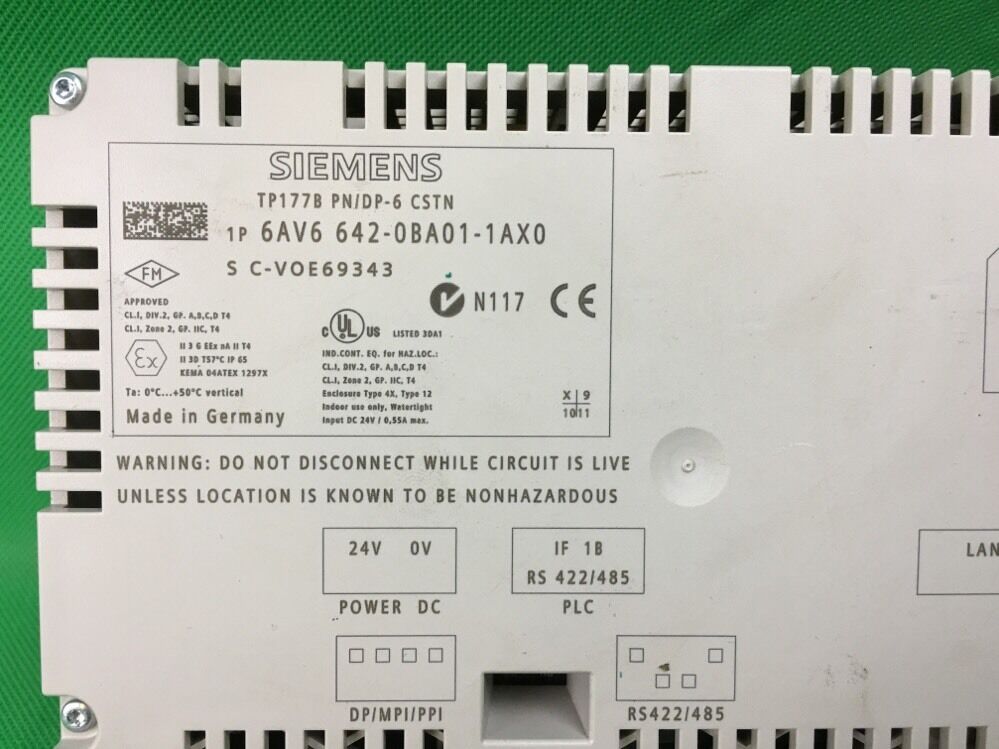 SIEMENS
TP177B PN/DP-6 CSTN
1P 6AV6 642-0BA01-1AX0
S C-VOE69343
FM
APPROVED
CL.I, DIV.2, GP. A,B,C,D T4
CL.I, Zone 2, GP. IIC, T4
N117 CE
C UL US LISTED 3DA1
Ex
II 3 G EEx nA II T4
II 3D T57°C IP 65
KEMA 04ATEX 1297X
IND.CONT. EQ. for HAZ.LOC.:
CL.I, DIV.2, GP. A,B,C,D T4
CL.I, Zone 2, GP. IIC, T4
Enclosure Type 4X, Type 12
Indoor use only, Watertight
Input DC 24V / 0,55A max.
Ta: 0°C...+50°C vertical
Made in Germany
X 9
10 11
WARNING: DO NOT DISCONNECT WHILE CIRCUIT IS LIVE
UNLESS LOCATION IS KNOWN TO BE NONHAZARDOUS
24V 0V
POWER DC
IF 1B
RS 422/485
PLC
LAN
DP/MPI/PPI
RS422/485